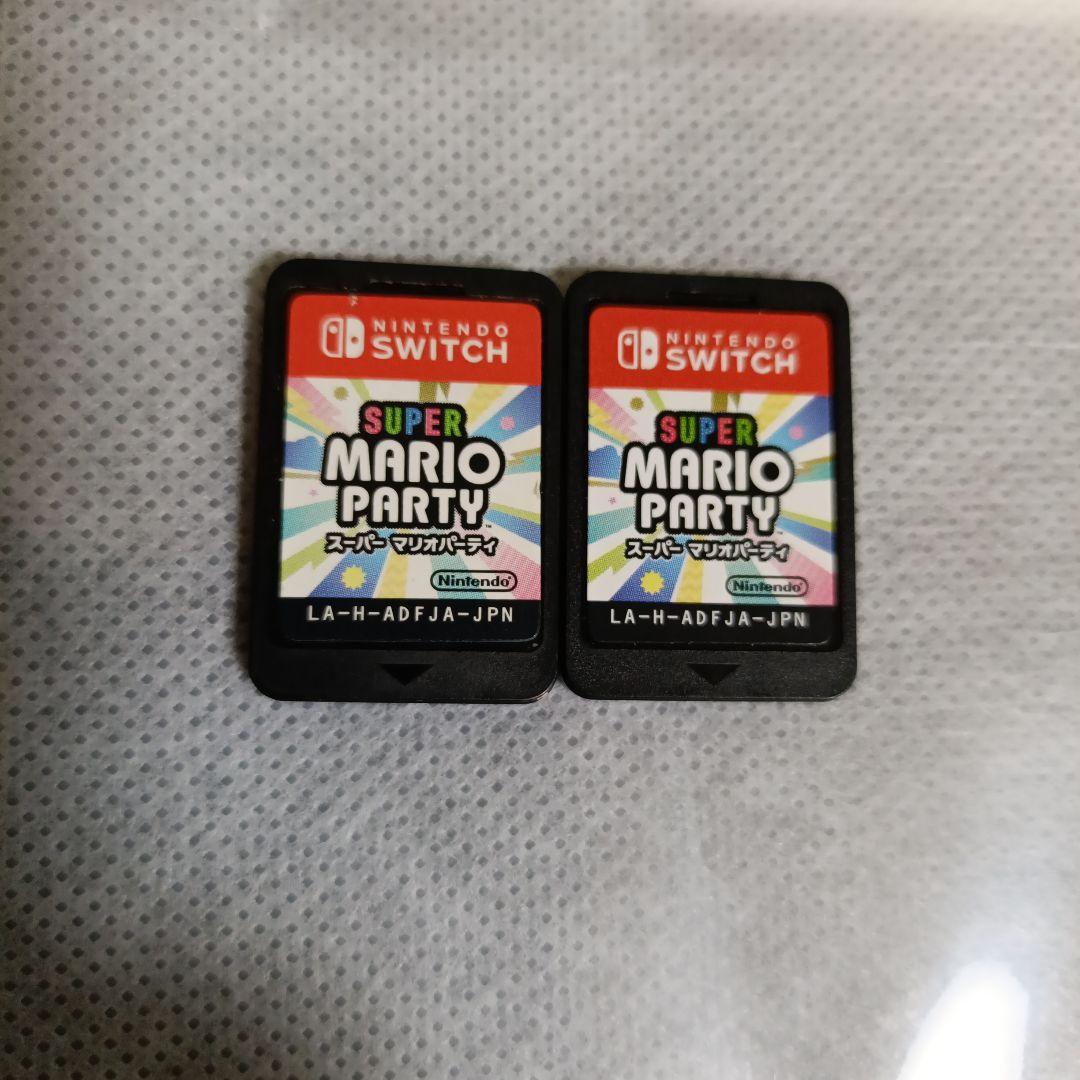 NINTENDO
SWITCH
SUPER
MARIO
PARTY™
スーパー マリオパーティ
Nintendo®
LA-H-ADFJA-JPN
NINTENDO
SWITCH
SUPER
MARIO
PARTY™
スーパー マリオパーティ
Nintendo®
LA-H-ADFJA-JPN